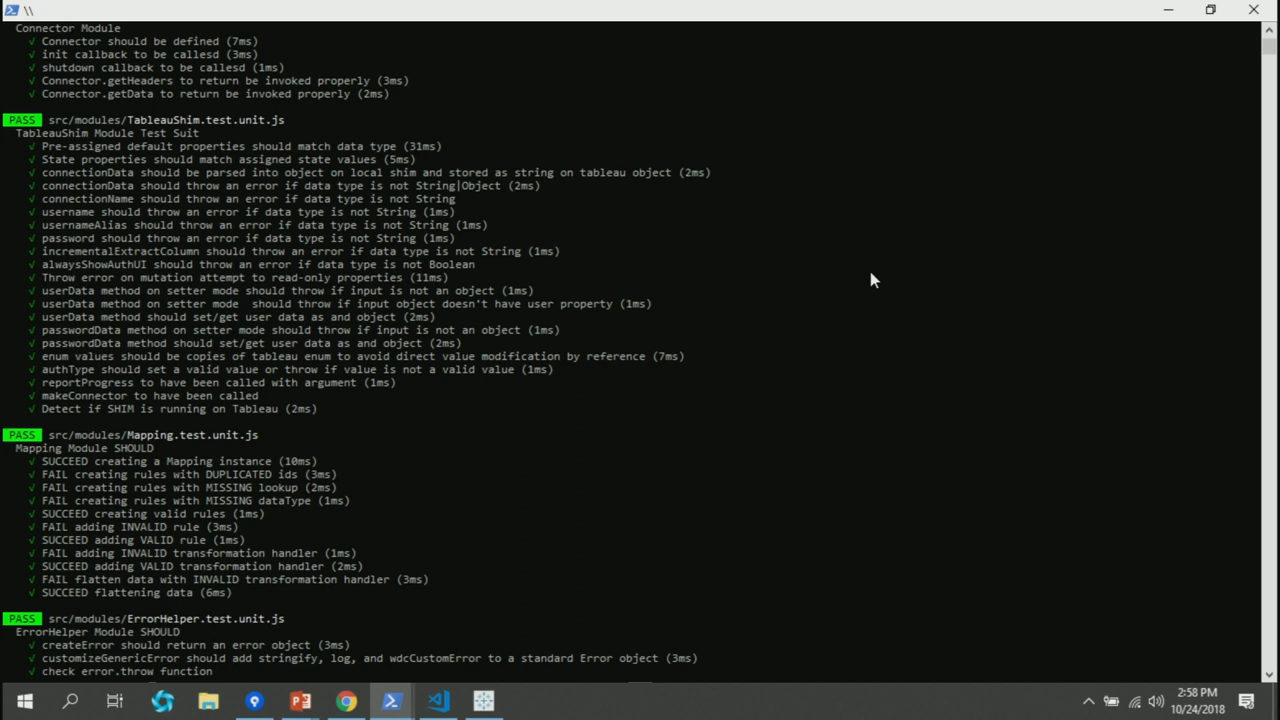 \\
Connector Module
√ Connector should be defined (7ms)
√ init callback to be callesd (3ms)
√ shutdown callback to be callesd (1ms)
√ Connector.getHeaders to return be invoked properly (3ms)
√ Connector.getData to return be invoked properly (2ms)
PASS src/modules/TableauShim.test.unit.js
TableauShim Module Test Suit
√ Pre-assigned default properties should match data type (31ms)
√ State properties should match assigned state values (5ms)
√ connectionData should be parsed into object on local shim and stored as string on tableau object (2ms)
√ connectionData should throw an error if data type is not String|Object (2ms)
√ connectionName should throw an error if data type is not String
√ username should throw an error if data type is not String (1ms)
√ usernameAlias should throw an error if data type is not String (1ms)
√ password should throw an error if data type is not String (1ms)
√ incrementalExtractColumn should throw an error if data type is not String (1ms)
√ alwaysShowAuthUI should throw an error if data type is not Boolean
√ Throw error on mutation attempt to read-only properties (11ms)
√ userData method on setter mode should throw if input is not an object (1ms)
√ userData method on setter mode  should throw if input object doesn't have user property (1ms)
√ userData method should set/get user data as and object (2ms)
√ passwordData method on setter mode should throw if input is not an object (1ms)
√ passwordData method should set/get user data as and object (2ms)
√ enum values should be copies of tableau enum to avoid direct value modification by reference (7ms)
√ authType should set a valid value or throw if value is not a valid value (1ms)
√ reportProgress to have been called with argument (1ms)
√ makeConnector to have been called
√ Detect if SHIM is running on Tableau (2ms)
PASS src/modules/Mapping.test.unit.js
Mapping Module SHOULD
√ SUCCEED creating a Mapping instance (10ms)
√ FAIL creating rules with DUPLICATED ids (3ms)
√ FAIL creating rules with MISSING lookup (2ms)
√ FAIL creating rules with MISSING dataType (1ms)
√ SUCCEED creating valid rules (1ms)
√ FAIL adding INVALID rule (3ms)
√ SUCCEED adding VALID rule (1ms)
√ FAIL adding INVALID transformation handler (1ms)
√ SUCCEED adding VALID transformation handler (2ms)
√ FAIL flatten data with INVALID transformation handler (3ms)
√ SUCCEED flattening data (6ms)
PASS src/modules/ErrorHelper.test.unit.js
ErrorHelper Module SHOULD
√ createError should return an error object (3ms)
√ customizeGenericError should add stringify, log, and wdcCustomError to a standard Error object (3ms)
√ check error.throw function
2:58 PM
10/24/2018